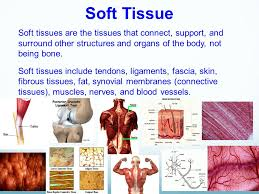 Soft Tissue
Soft tissues are the tissues that connect, support, and
surround other structures and organs of the body, not
being bone.
Soft tissues include tendons, ligaments, fascia, skin,
fibrous tissues, fat, synovial membranes (connective
tissues), muscles, nerves, and blood vessels.